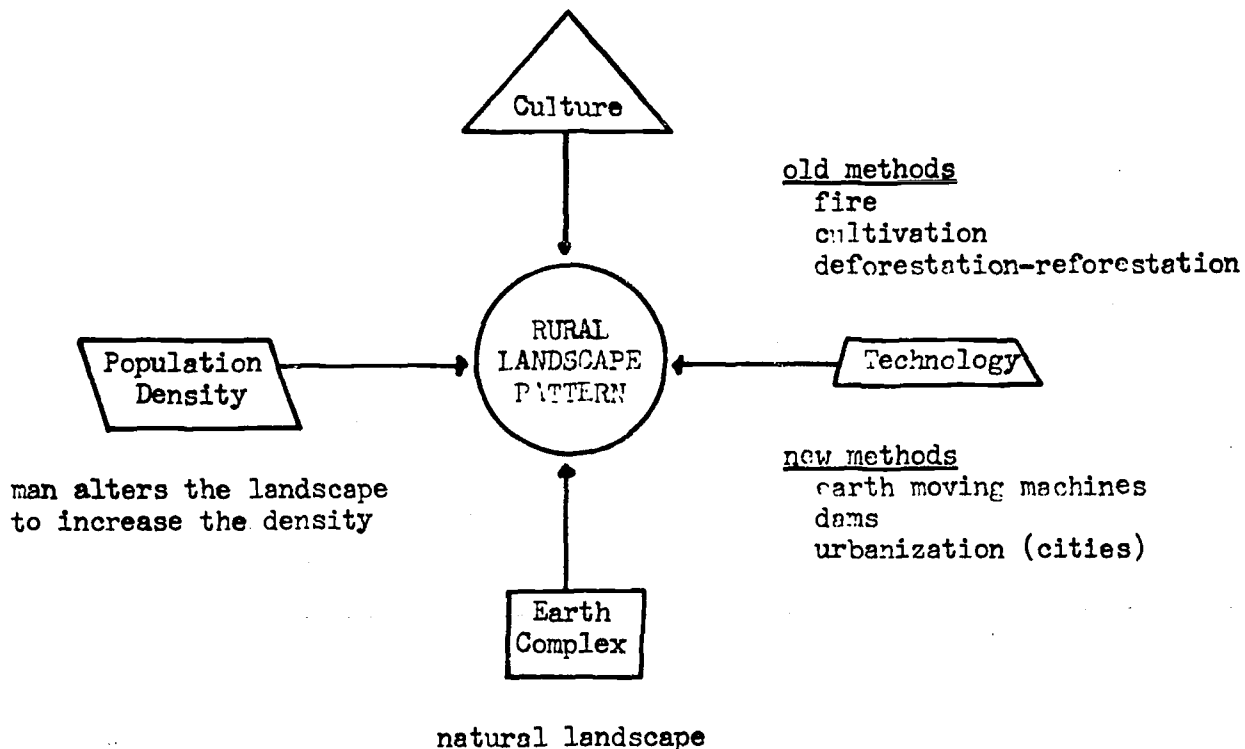 Culture
old methods
fire
cultivation
deforestation-reforestation
RURAL
LANDSCAPE
PATTERN
Population
Density
Technology
man alters the landscape
to increase the density
new methods
earth moving machines
dams
urbanization (cities)
Earth
Complex
natural landscape